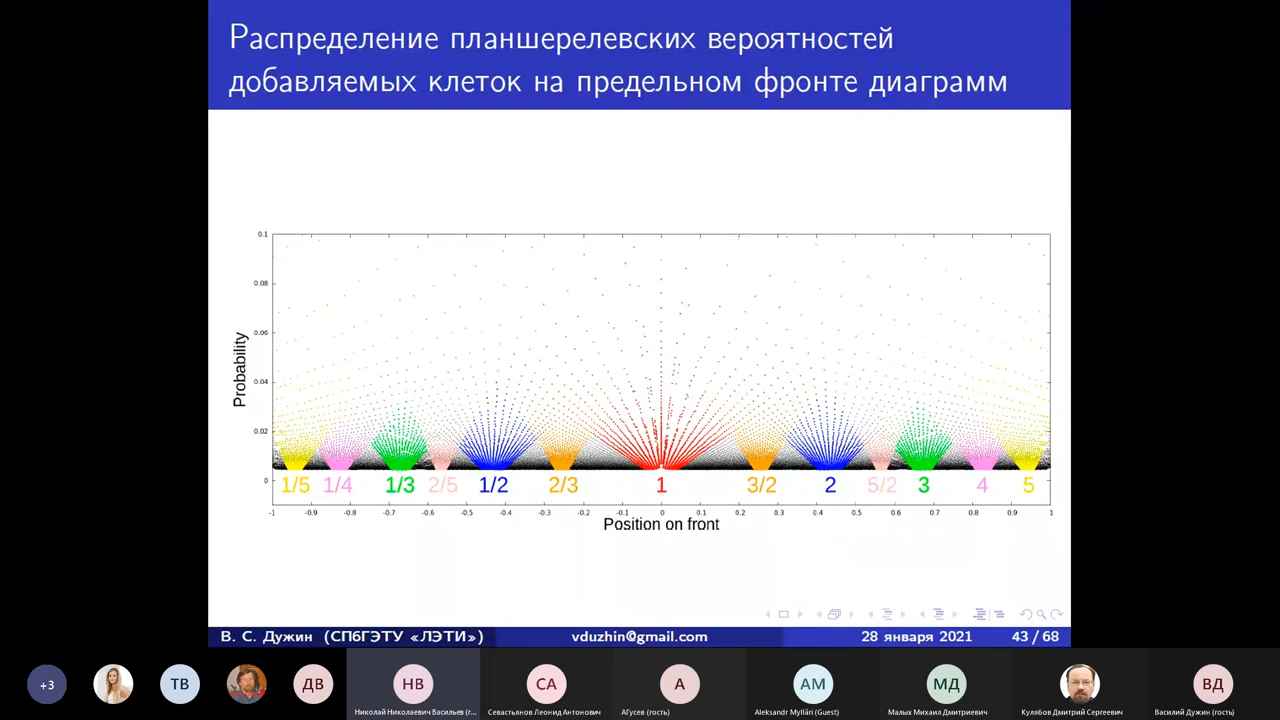 Распределение планшерелевских вероятностей
добавляемых клеток на предельном фронте диаграмм
0.1
0.08
0.06
0.04
0.02
0
Probability
1/5 1/4 1/3 2/5 1/2 2/3 1 3/2 2 5/2 3 4 5
-1 -0.9 -0.8 -0.7 -0.6 -0.5 -0.4 -0.3 -0.2 -0.1 0 0.1 0.2 0.3 0.4 0.5 0.6 0.7 0.8 0.9 1
Position on front
В. С. Дужин (СПбГЭТУ «ЛЭТИ») vduzhin@gmail.com 28 января 2021 43 / 68
+3 ТВ ДВ НВ СА А АМ МД ВД
Николай Николаевич Васильев (г... Севастьянов Леонид Антонович АГусев (гость) Aleksandr Mylläri (Guest) Малых Михаил Дмитриевич Кулябов Дмитрий Сергеевич Василий Дужин (гость)